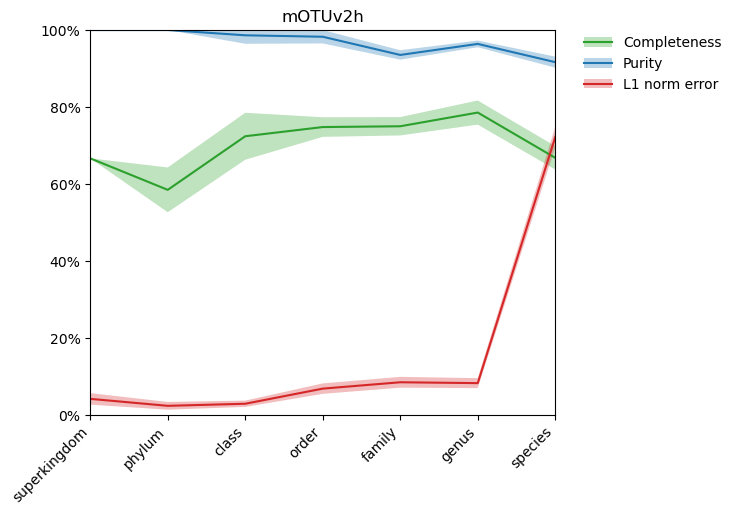 mOTUv2h
100%
80%
60%
40%
20%
0%
superkingdom
phylum
class
order
family
genus
species
Completeness
Purity
L1 norm error